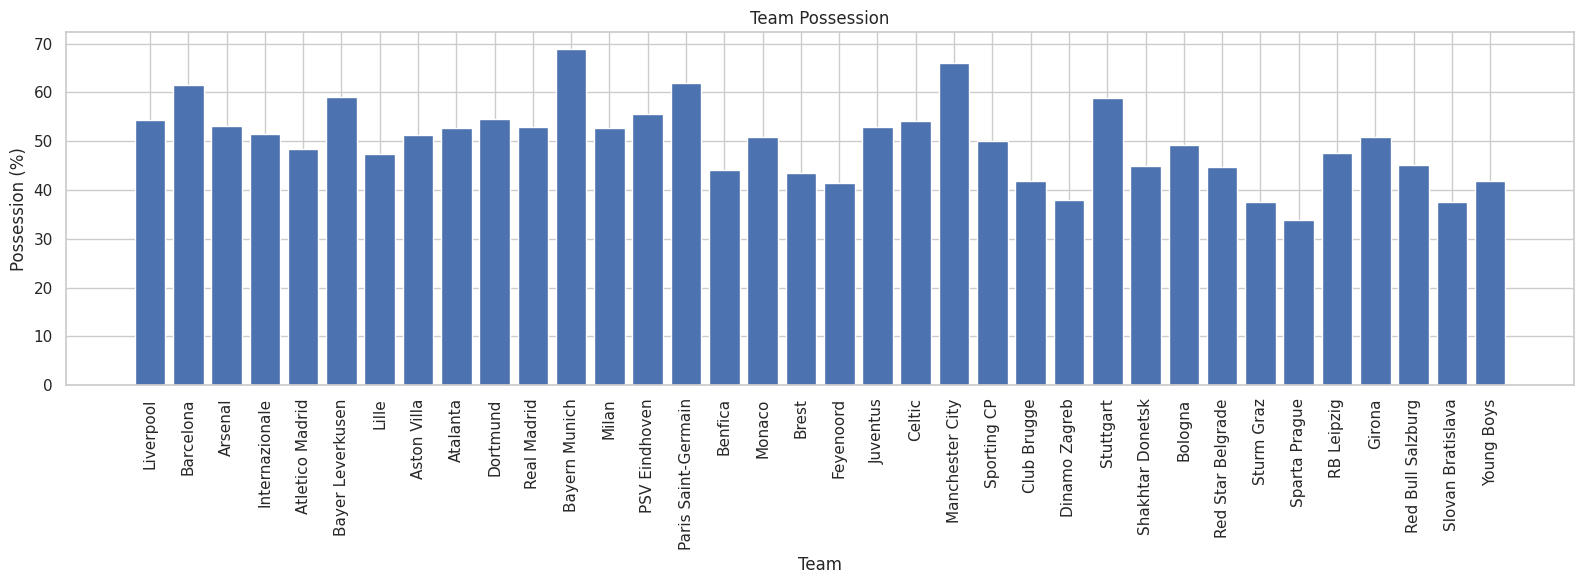 Team Possession
Possession (%)
70
60
50
40
30
20
10
0
Liverpool
Barcelona
Arsenal
Internazionale
Atletico Madrid
Bayer Leverkusen
Lille
Aston Villa
Atalanta
Dortmund
Real Madrid
Bayern Munich
Milan
PSV Eindhoven
Paris Saint-Germain
Benfica
Monaco
Brest
Feyenoord
Juventus
Celtic
Manchester City
Sporting CP
Club Brugge
Dinamo Zagreb
Stuttgart
Shakhtar Donetsk
Bologna
Red Star Belgrade
Sturm Graz
Sparta Prague
RB Leipzig
Girona
Red Bull Salzburg
Slovan Bratislava
Young Boys
Team